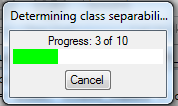 Determining class separabili...
Progress: 3 of 10
Cancel